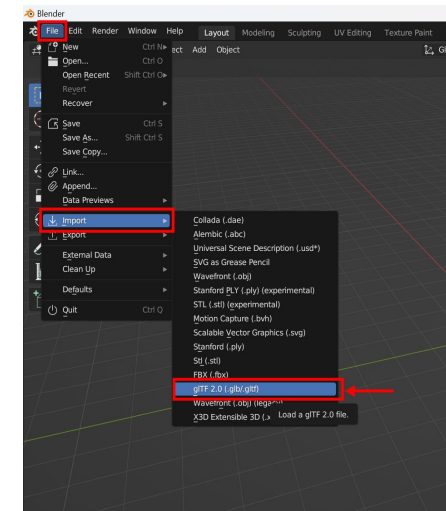 Blender
File Edit Render Window Help Layout Modeling Sculpting UV Editing Texture Paint
New Ctrl N
ect Add Object
Open... Ctrl O
Open Recent Shift Ctrl O
Revert
Recover
Save Ctrl S
Save As... Shift Ctrl S
Save Copy...
Link...
Append...
Data Previews
Import
Export
External Data
Clean Up
Defaults
Quit Ctrl Q
Collada (.dae)
Alembic (.abc)
Universal Scene Description (.usd*)
SVG as Grease Pencil
Wavefront (.obj)
Stanford PLY (.ply) (experimental)
STL (.stl) (experimental)
Motion Capture (.bvh)
Scalable Vector Graphics (.svg)
Stanford (.ply)
Stl (.stl)
FBX (.fbx)
glTF 2.0 (.glb/.gltf)
Wavefront (.obj) (legacy)
X3D Extensible 3D (.x
Load a glTF 2.0 file.